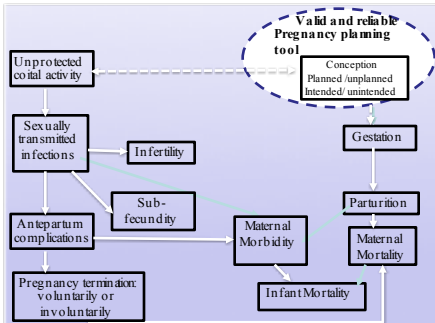 Valid and reliable
Pregnancy planning
tool
Conception
Planned /unplanned
Intended/ unintended
Unprotected
coital activity
Sexually
transmitted
infections
Infertility
Gestation
Sub-
fecundity
Parturition
Antepartum
complications
Maternal
Morbidity
Maternal
Mortality
Pregnancy termination:
voluntarily or
involuntarily
Infant Mortality